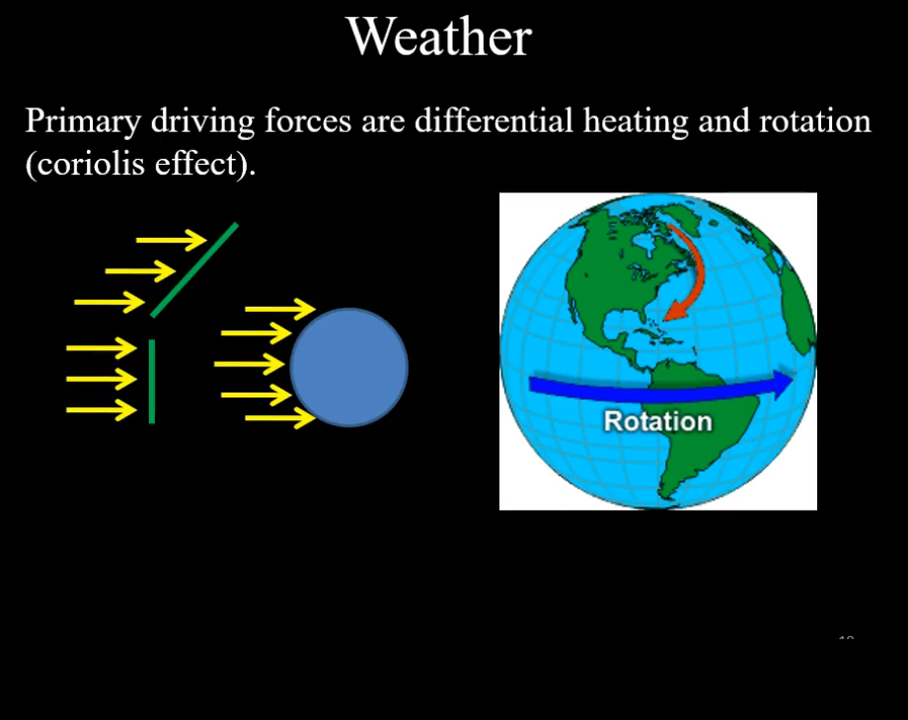 Weather
Primary driving forces are differential heating and rotation
(coriolis effect).
Rotation